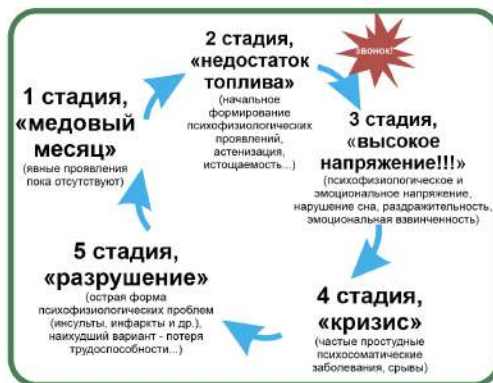 1 стадия,
«медовый
месяц»
(явные проявления
пока отсутствуют)
2 стадия,
«недостаток
топлива»
(начальное
формирование
психофизиологических
проявлений,
астенизация,
истощаемость...)
ЗВОНОК!
3 стадия,
«высокое
напряжение!!!»
(психофизиологическое и
эмоциональное напряжение,
нарушение сна, раздражительность,
эмоциональная взвинченность)
4 стадия,
«кризис»
(частые простудные
психосоматические
заболевания, срывы)
5 стадия,
«разрушение»
(острая форма
психофизиологических проблем
(инсульты, инфаркты и др.),
наихудший вариант - потеря
трудоспособности...)